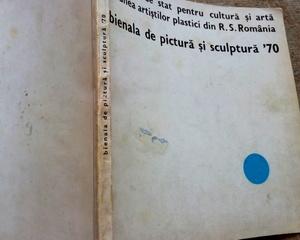 de stat pentru cultură și artă
artiștilor plastici din R.S.România
bienala de pictură și sculptură '70
bienala de pictură și sculptură '70